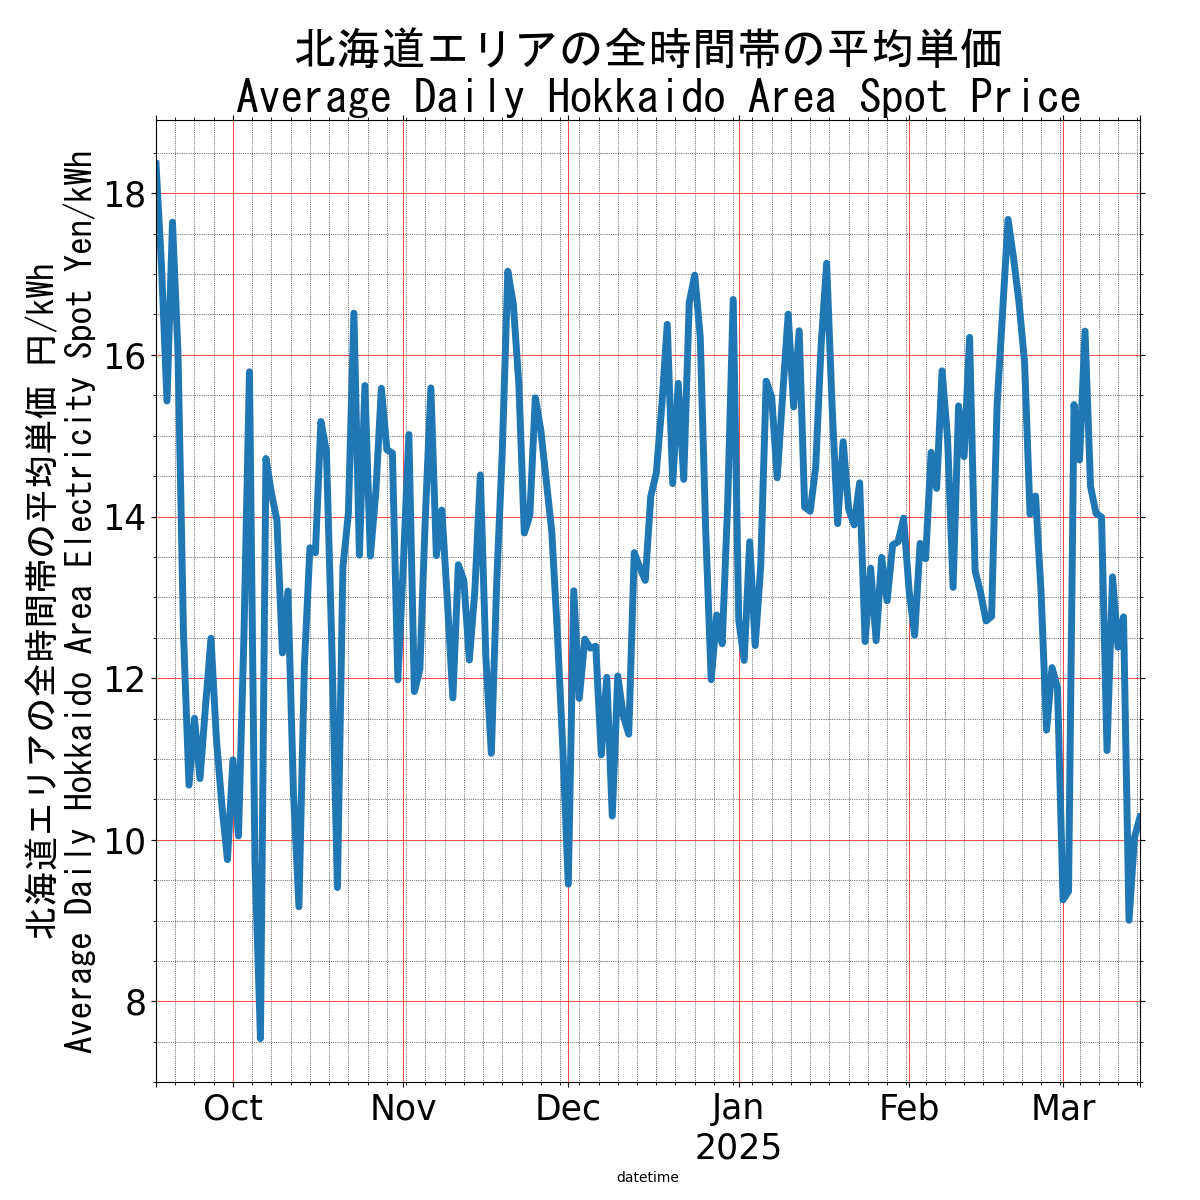 北海道エリアの全時間帯の平均単価
Average Daily Hokkaido Area Spot Price
北海道エリアの全時間帯の平均単価 円/kWh
Average Daily Hokkaido Area Electricity Spot Yen/kWh
18
16
14
12
10
8
Oct Nov Dec Jan Feb Mar
2025
datetime